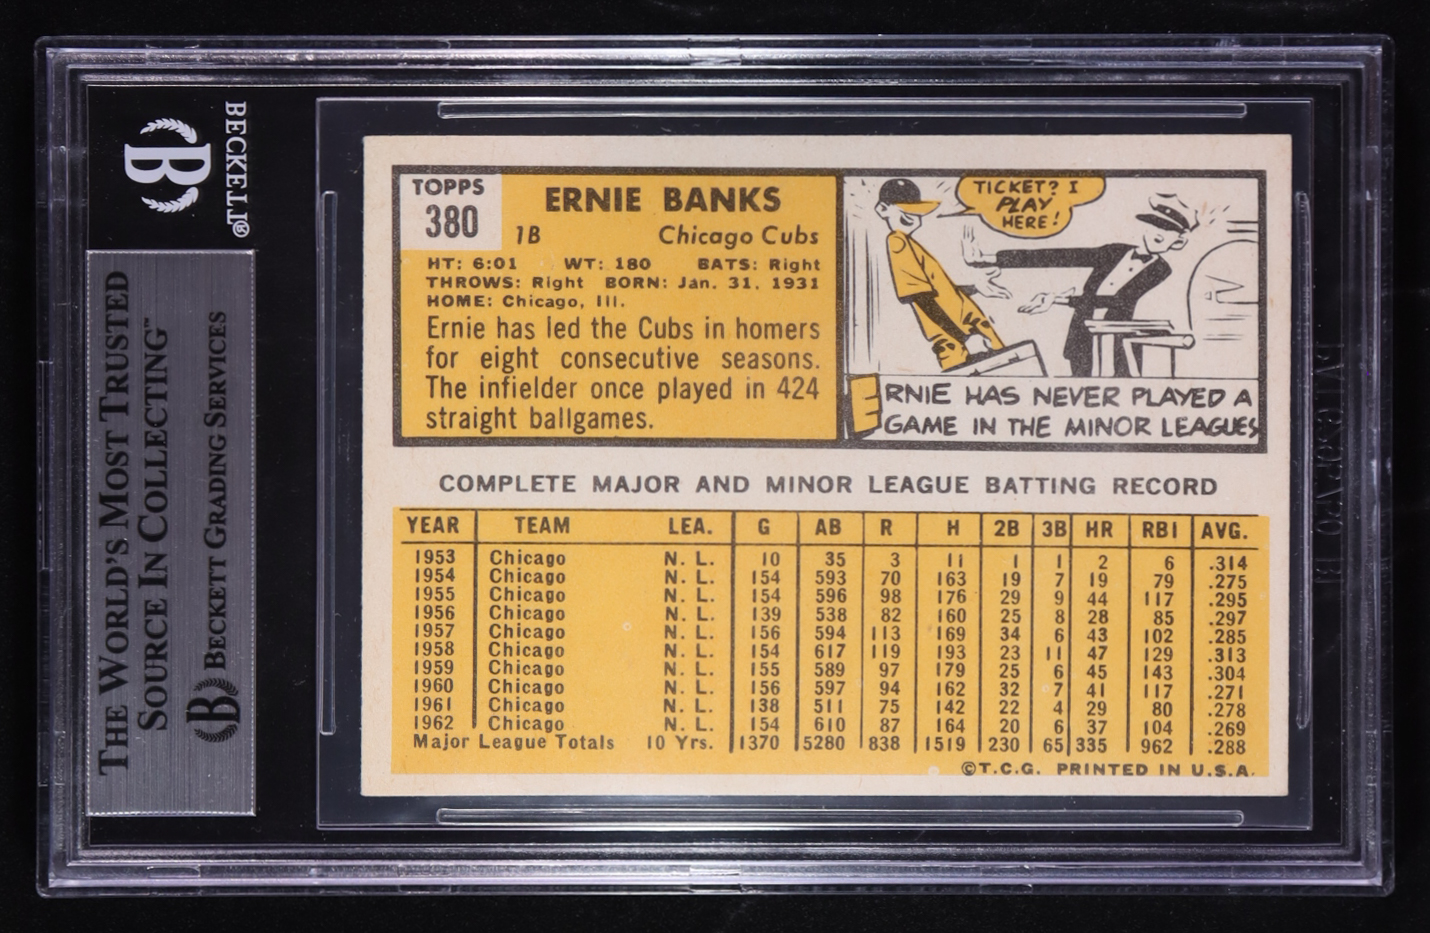 BECKETT®
B
THE WORLD'S MOST TRUSTED
SOURCE IN COLLECTING™
B BECKETT GRADING SERVICES
TOPPS
380
ERNIE BANKS
1B Chicago Cubs
HT: 6:01 WT: 180 BATS: Right
THROWS: Right BORN: Jan. 31, 1931
HOME: Chicago, Ill.
Ernie has led the Cubs in homers
for eight consecutive seasons.
The infielder once played in 424
straight ballgames.
TICKET? I
PLAY
HERE!
ERNIE HAS NEVER PLAYED A
GAME IN THE MINOR LEAGUES
COMPLETE MAJOR AND MINOR LEAGUE BATTING RECORD
YEAR TEAM LEA. G AB R H 2B 3B HR RBI AVG.
1953 Chicago N. L. 10 35 3 11 1 1 2 6 .314
1954 Chicago N. L. 154 593 70 163 19 7 19 79 .275
1955 Chicago N. L. 154 596 98 176 29 9 44 117 .295
1956 Chicago N. L. 139 538 82 160 25 8 28 85 .297
1957 Chicago N. L. 156 594 113 169 34 6 43 102 .285
1958 Chicago N. L. 154 617 119 193 23 11 47 129 .313
1959 Chicago N. L. 155 589 97 179 25 6 45 143 .304
1960 Chicago N. L. 156 597 94 162 32 7 41 117 .271
1961 Chicago N. L. 138 511 75 142 22 4 29 80 .278
1962 Chicago N. L. 154 610 87 164 20 6 37 104 .269
Major League Totals 10 Yrs. 1370 5280 838 1519 230 65 335 962 .288
©T.C.G. PRINTED IN U.S.A.